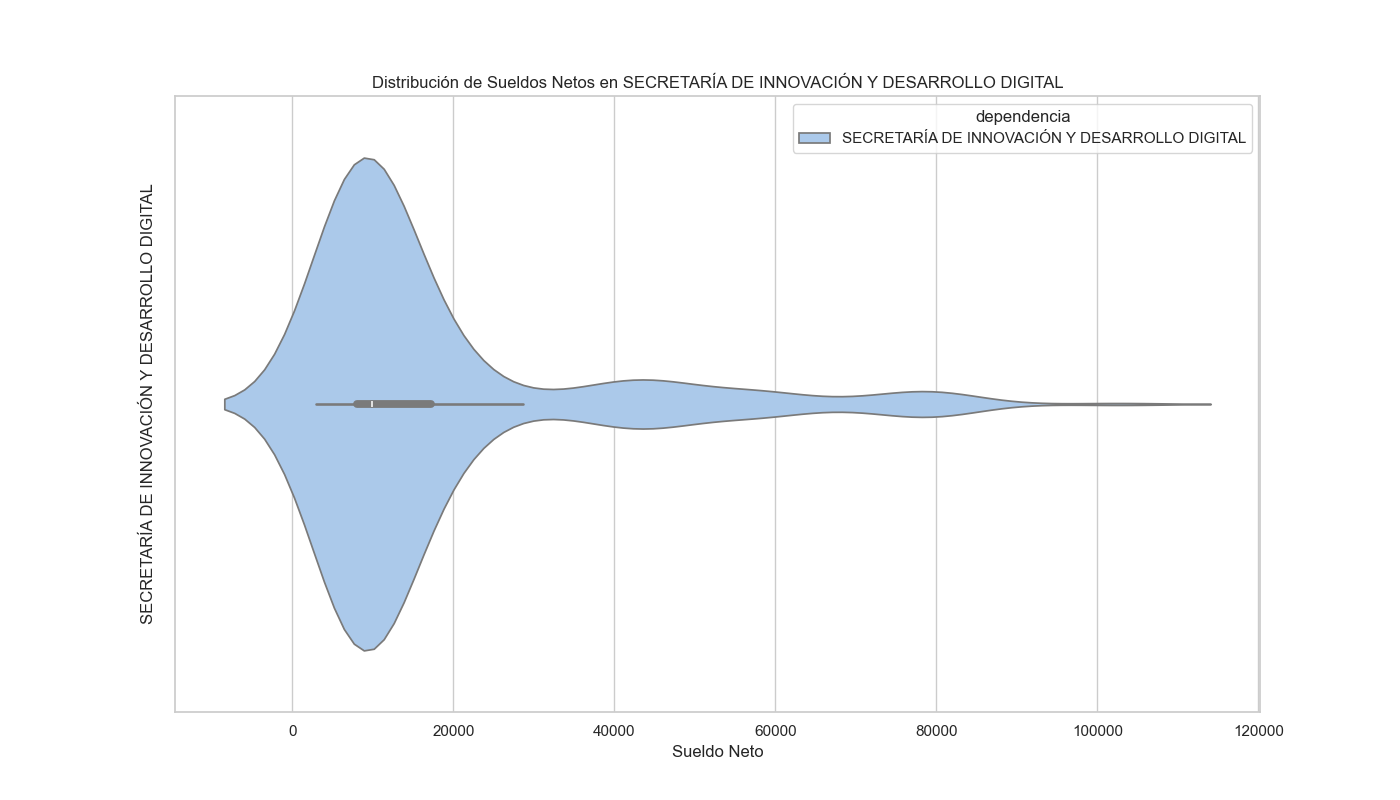 Distribución de Sueldos Netos en SECRETARÍA DE INNOVACIÓN Y DESARROLLO DIGITAL
dependencia
SECRETARÍA DE INNOVACIÓN Y DESARROLLO DIGITAL
SECRETARÍA DE INNOVACIÓN Y DESARROLLO DIGITAL
0 20000 40000 60000 80000 100000 120000
Sueldo Neto